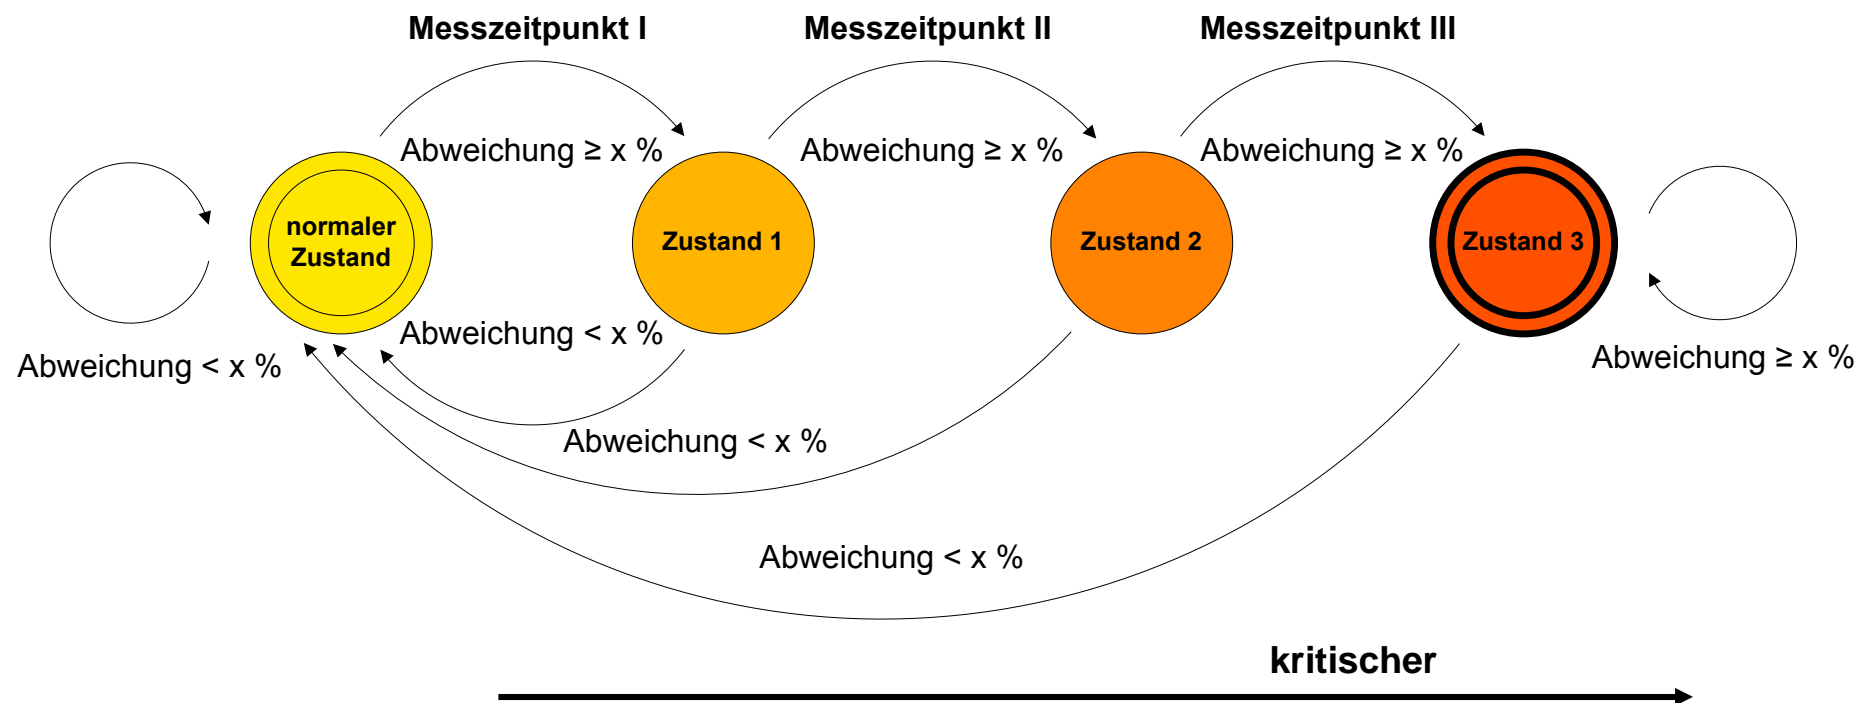 Messzeitpunkt I
Messzeitpunkt II
Messzeitpunkt III
Abweichung ≥ x %
Abweichung ≥ x %
Abweichung ≥ x %
normaler
Zustand
Zustand 1
Zustand 2
Zustand 3
Abweichung < x %
Abweichung < x %
Abweichung ≥ x %
Abweichung < x %
Abweichung < x %
kritischer